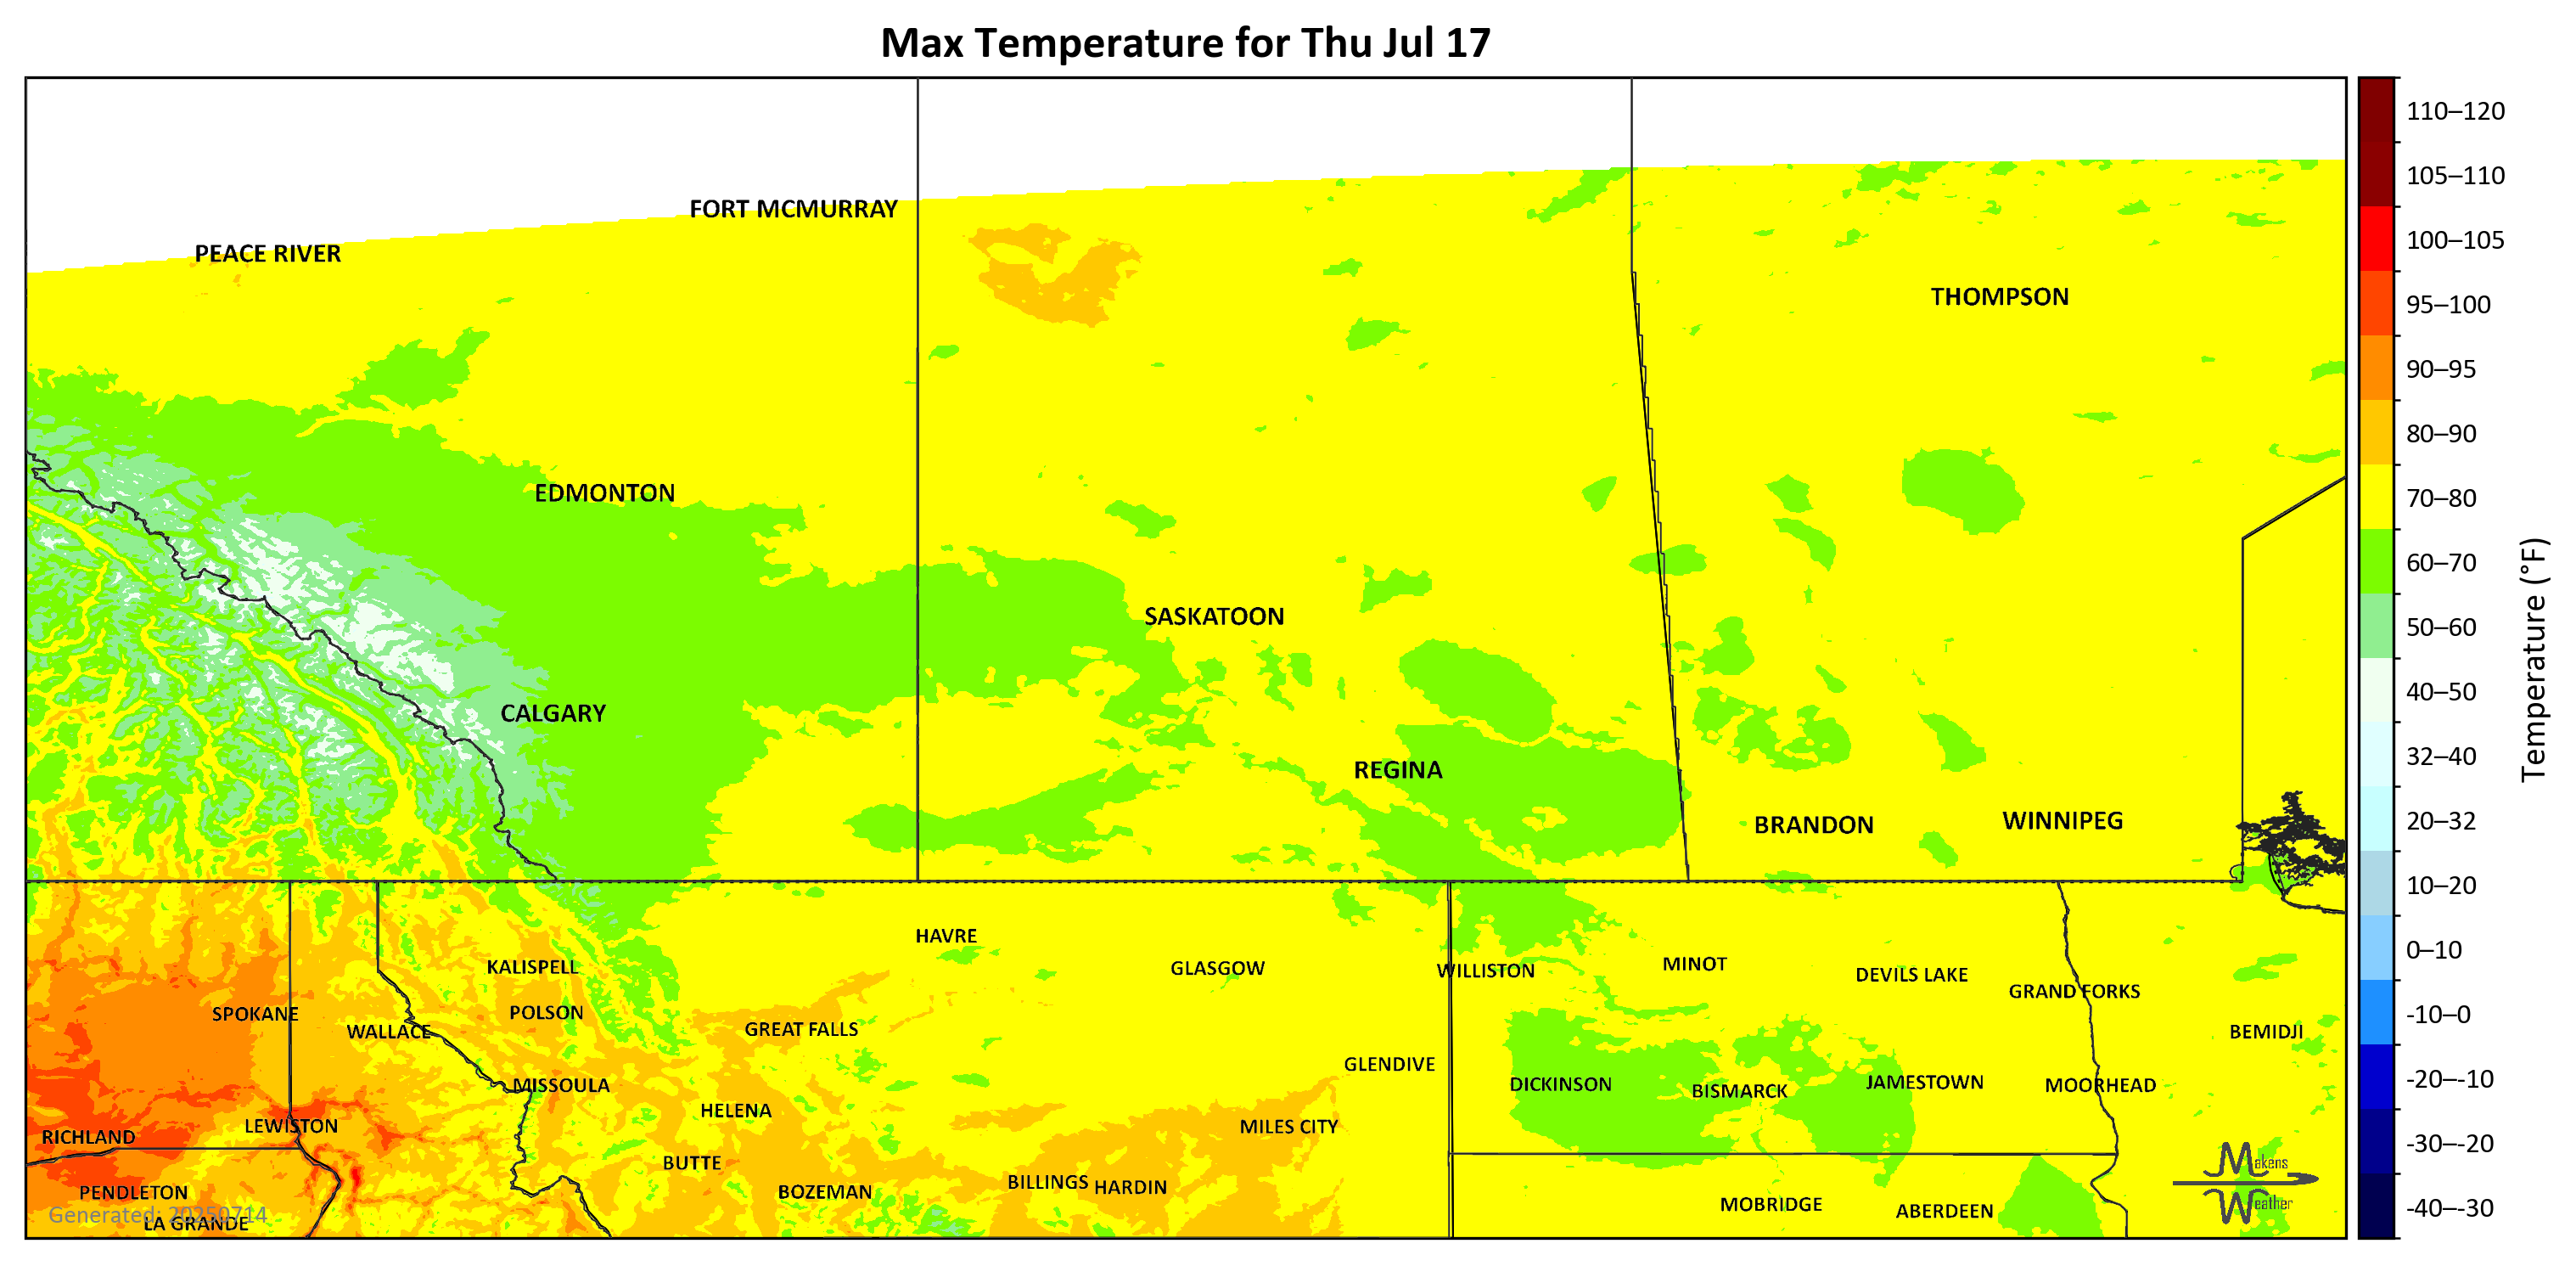 Max Temperature for Thu Jul 17
110–120
105–110
FORT MCMURRAY
100–105
PEACE RIVER
THOMPSON
95–100
90–95
80–90
EDMONTON
70–80
60–70
SASKATOON
50–60
40–50
CALGARY
32–40
REGINA
BRANDON
WINNIPEG
20–32
10–20
Temperature (°F)
HAVRE
0–10
KALISPELL
GLASGOW
WILLISTON
MINOT
DEVILS LAKE
GRAND FORKS
SPOKANE
POLSON
-10–0
WALLACE
GREAT FALLS
BEMIDJI
GLENDIVE
MISSOULA
DICKINSON
BISMARCK
JAMESTOWN
MOORHEAD
-20–-10
HELENA
LEWISTON
MILES CITY
RICHLAND
-30–-20
BUTTE
BOZEMAN
BILLINGS
HARDIN
PENDLETON
MOBRIDGE
ABERDEEN
Makens
Weather
-40–-30
Generated: 20250714
LA GRANDE